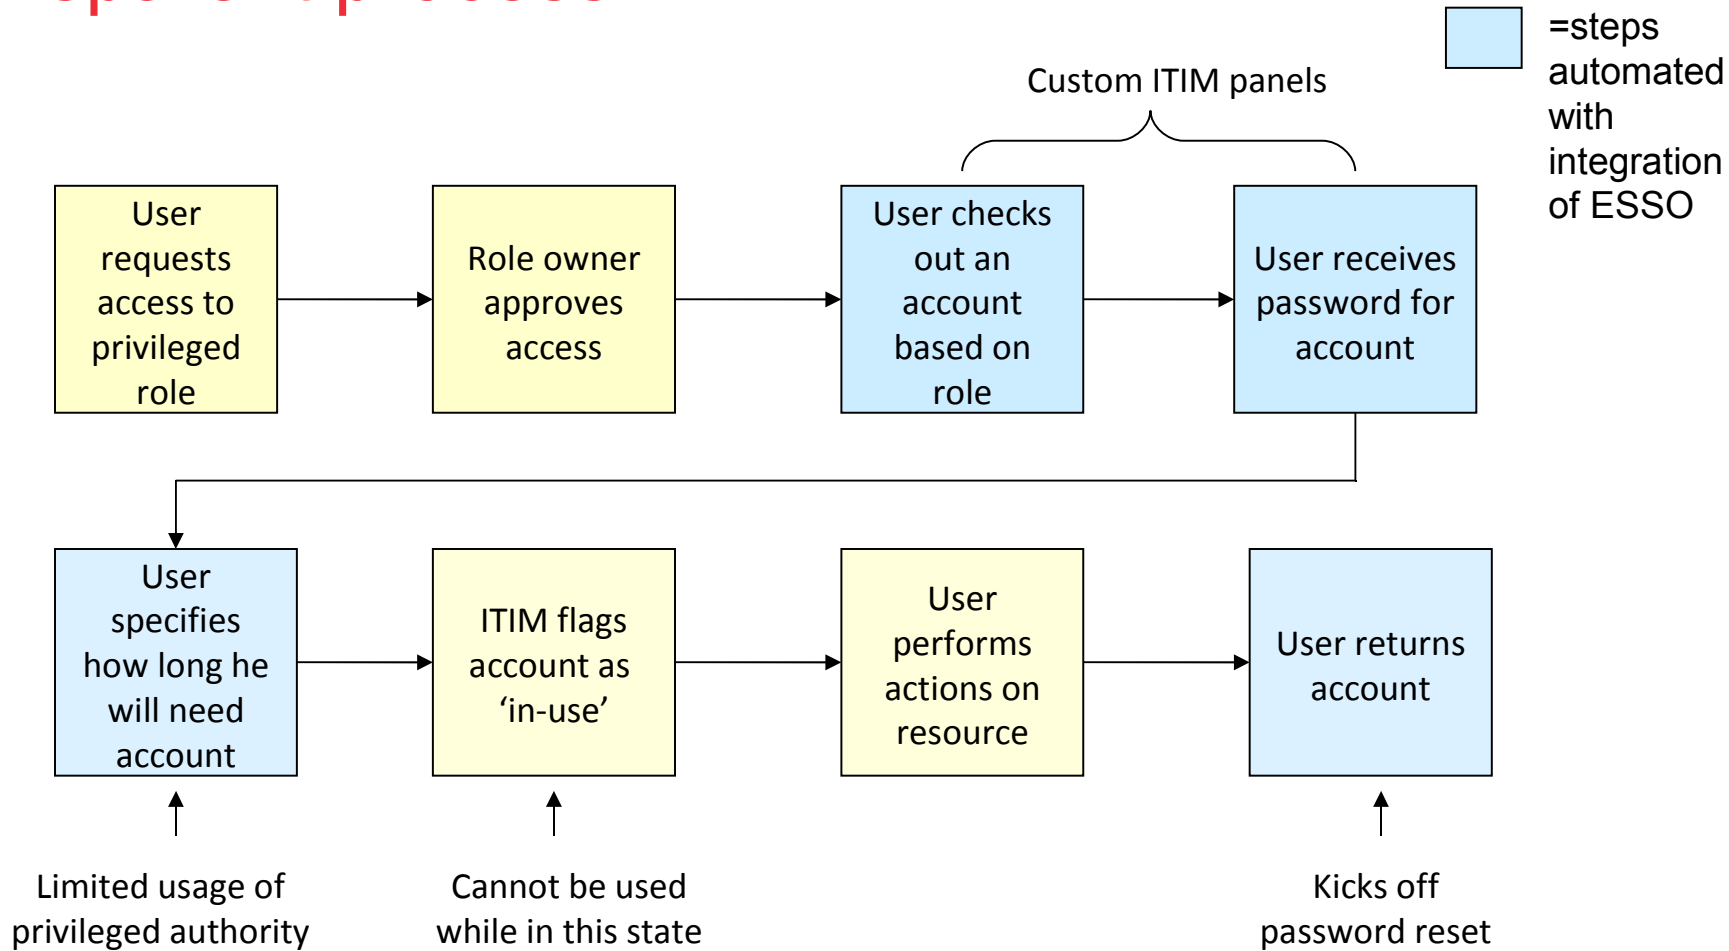 =steps
automated
with
integration
of ESSO
Custom ITIM panels
User
requests
access to
privileged
role
Role owner
approves
access
User checks
out an
account
based on
role
User receives
password for
account
User
specifies
how long he
will need
account
ITIM flags
account as
‘in-use’
User
performs
actions on
resource
User returns
account
Limited usage of
privileged authority
Cannot be used
while in this state
Kicks off
password reset